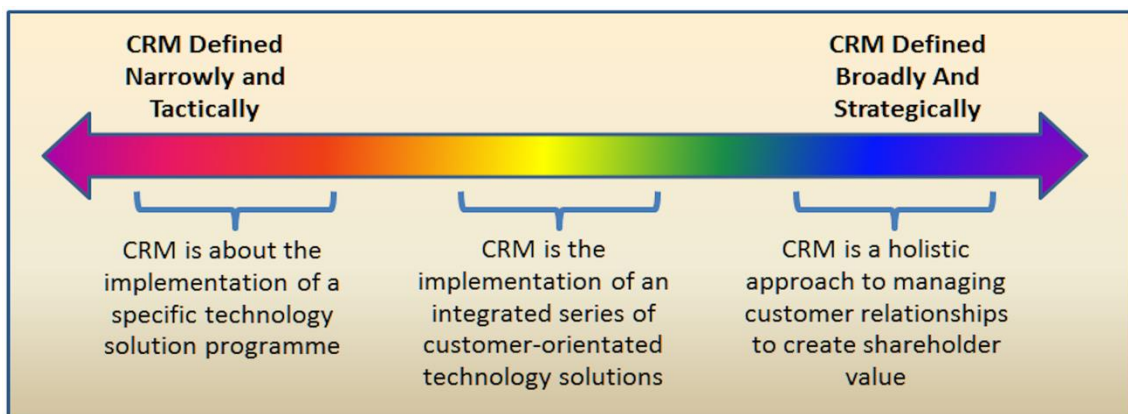 CRM Defined
Narrowly and
Tactically
CRM Defined
Broadly And
Strategically
CRM is about the
implementation of a
specific technology
solution programme
CRM is the
implementation of an
integrated series of
customer-orientated
technology solutions
CRM is a holistic
approach to managing
customer relationships
to create shareholder
value